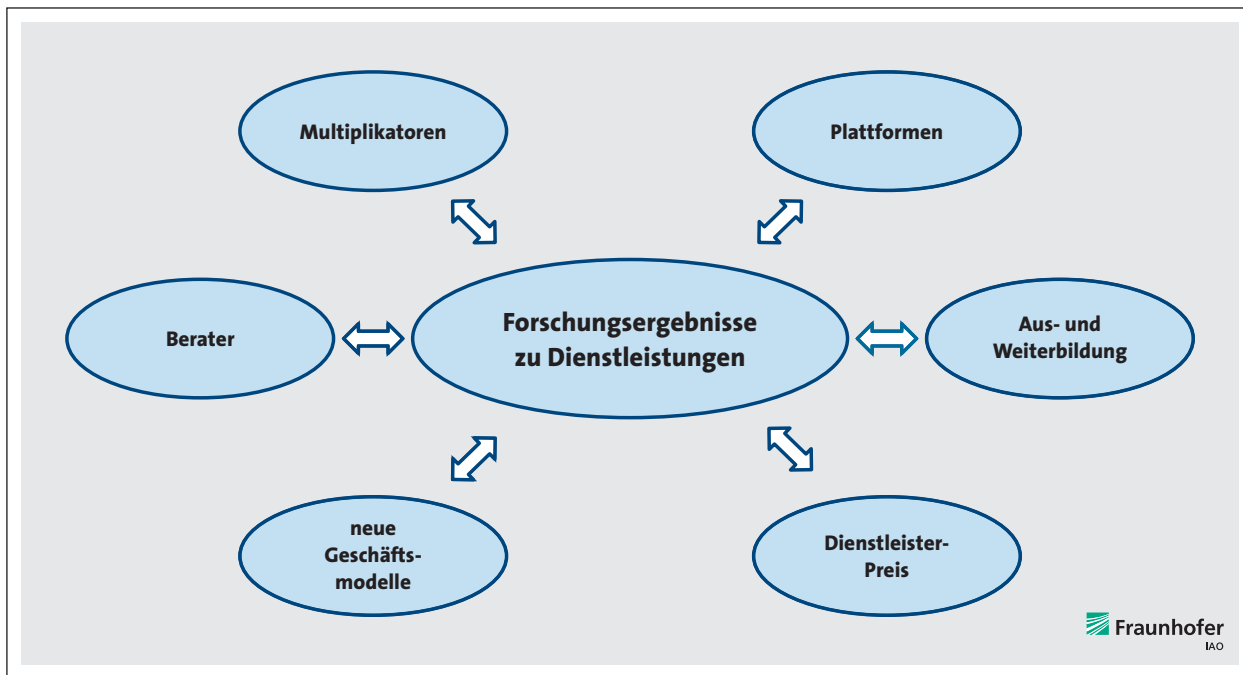 Multiplikatoren
Plattformen
Forschungsergebnisse
zu Dienstleistungen
Berater
Aus- und
Weiterbildung
neue
Geschäfts-
modelle
Dienstleister-
Preis
Fraunhofer
IAO